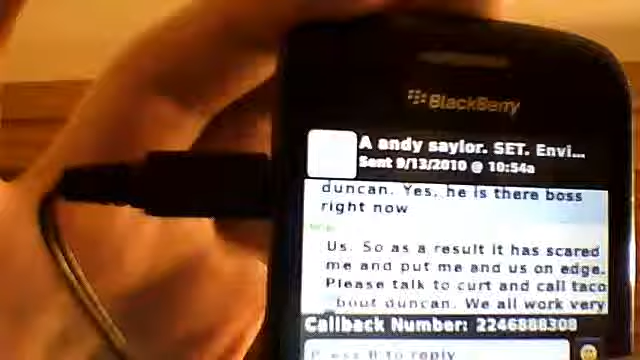 BlackBerry
A andy saylor. SET. Envi...
Sent 9/13/2010 @ 10:54a
duncan. Yes, he is there boss
right now
Us. So as a result it has scared
me and put me and us on edge.
Please talk to curt and call taco
bout duncan. We all work very
Callback Number: 2246888308
Press R to reply